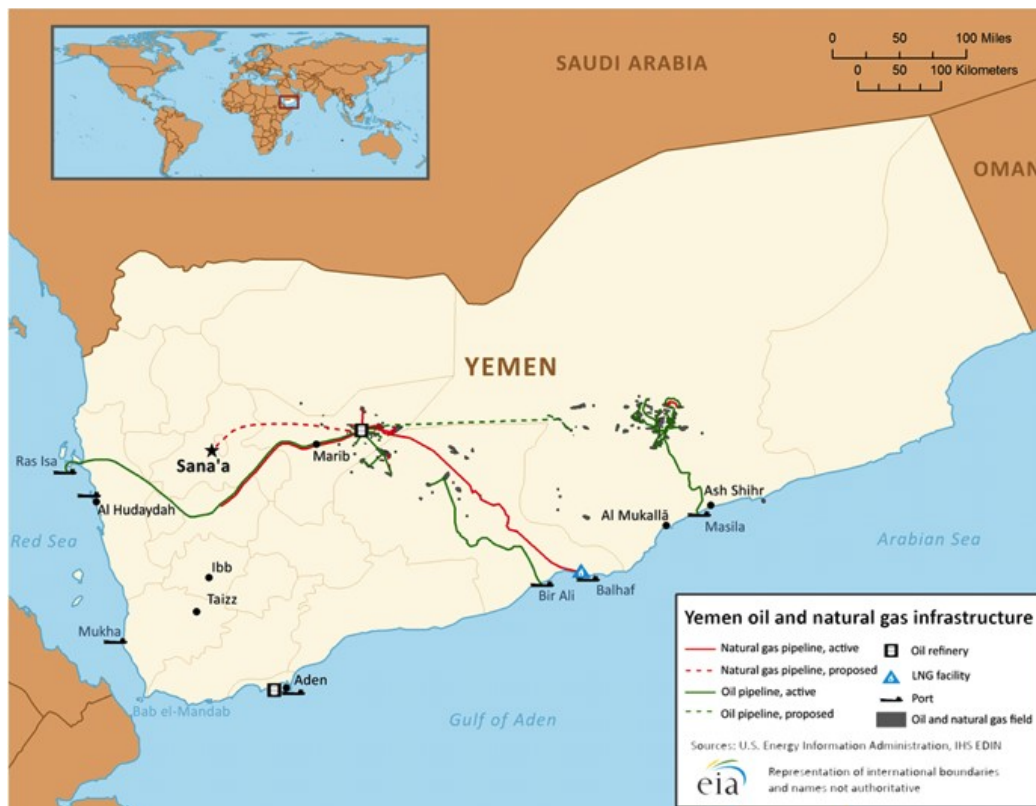 0 50 100 Miles
0 50 100 Kilometers
SAUDI ARABIA
OMAN
YEMEN
Sana'a
Marib
Ras Isa
Al Hudaydah
Ash Shihr
Al Mukallā
Masila
Red Sea
Arabian Sea
Ibb
Taizz
Bir Ali
Balhaf
Mukha
Aden
Bab el-Mandab
Gulf of Aden
Yemen oil and natural gas infrastructure
Natural gas pipeline, active
Natural gas pipeline, proposed
Oil pipeline, active
Oil pipeline, proposed
Oil refinery
LNG facility
Port
Oil and natural gas field
Sources: U.S. Energy Information Administration, IHS EDIN
eia
Representation of international boundaries
and names not authoritative